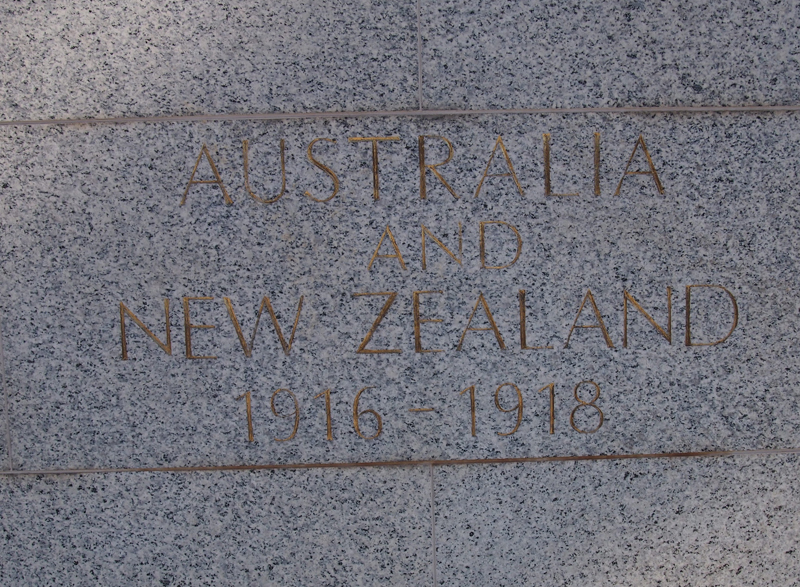 AUSTRALIA
AND
NEW ZEALAND
1916 – 1918